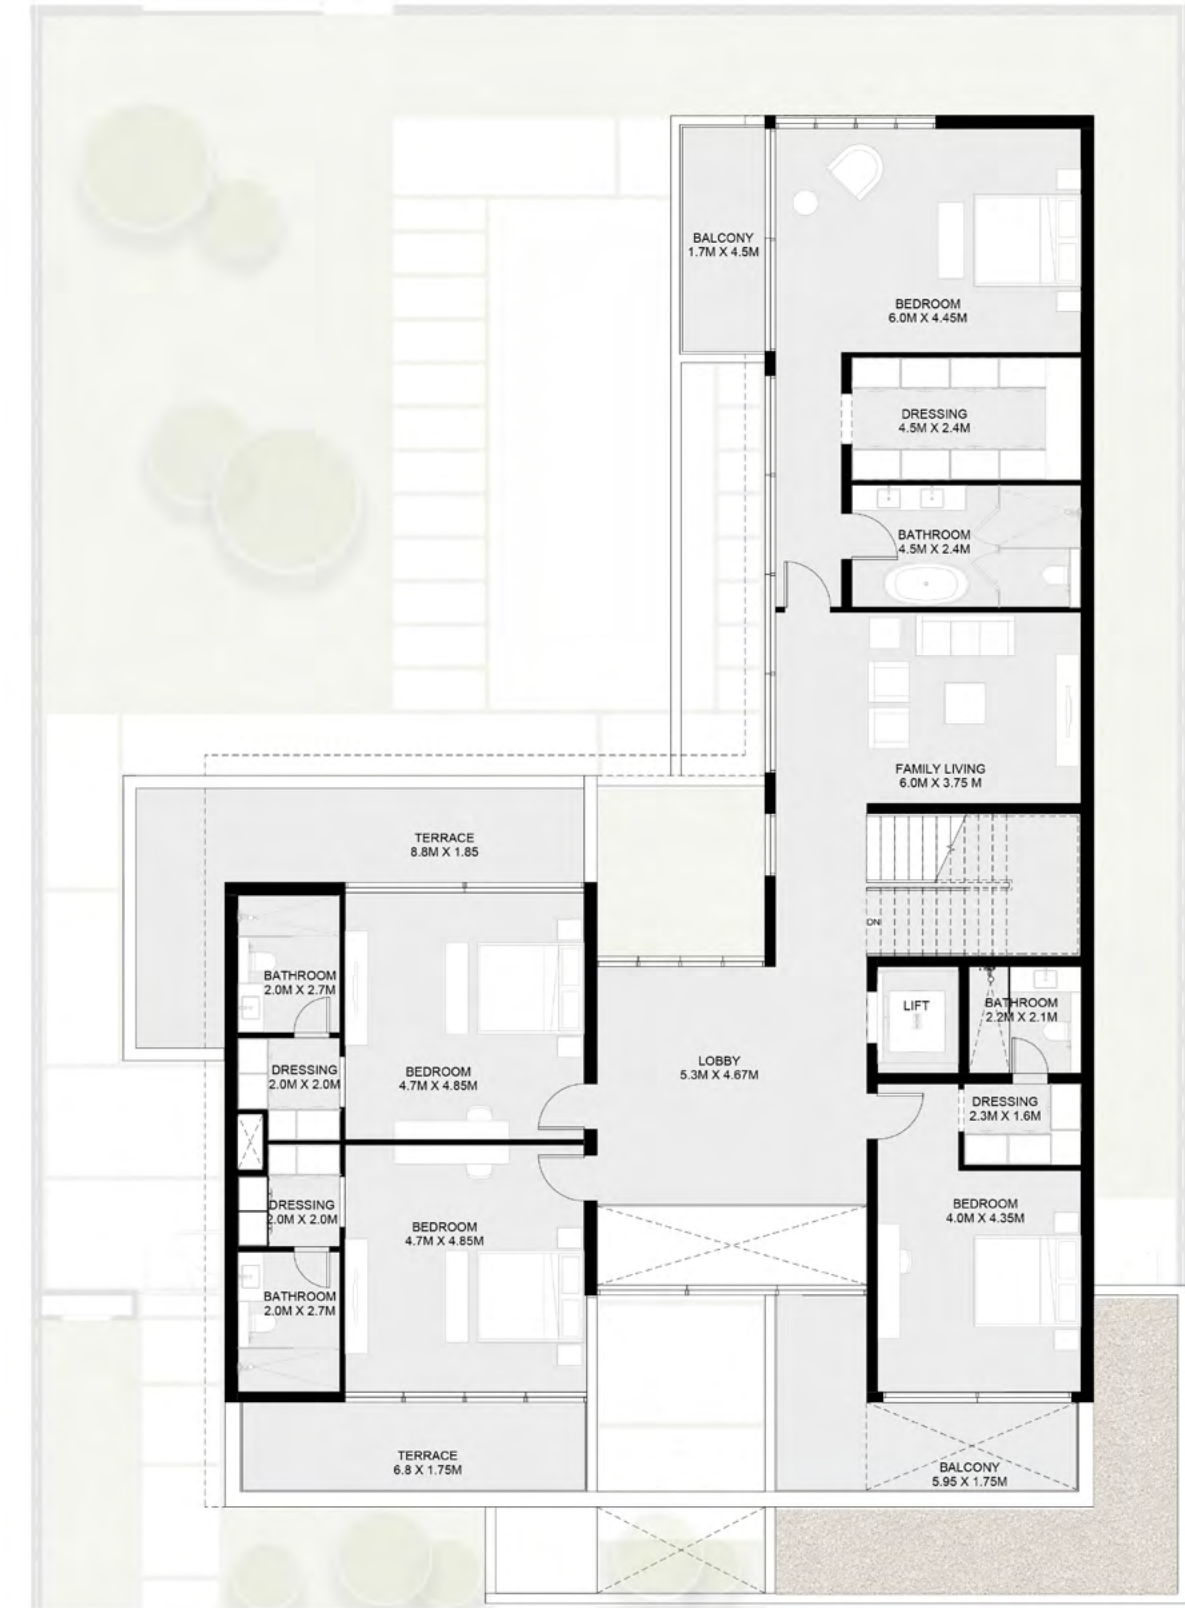 BALCONY
1.7M X 4.5M
BEDROOM
6.0M X 4.45M
DRESSING
4.5M X 2.4M
BATHROOM
4.5M X 2.4M
FAMILY LIVING
6.0M X 3.75 M
TERRACE
8.8M X 1.85
DN
BATHROOM
2.0M X 2.7M
LIFT
BATHROOM
2.2M X 2.1M
LOBBY
5.3M X 4.67M
DRESSING
2.0M X 2.0M
BEDROOM
4.7M X 4.85M
DRESSING
2.3M X 1.6M
DRESSING
2.0M X 2.0M
BEDROOM
4.7M X 4.85M
BEDROOM
4.0M X 4.35M
BATHROOM
2.0M X 2.7M
TERRACE
6.8 X 1.75M
BALCONY
5.95 X 1.75M